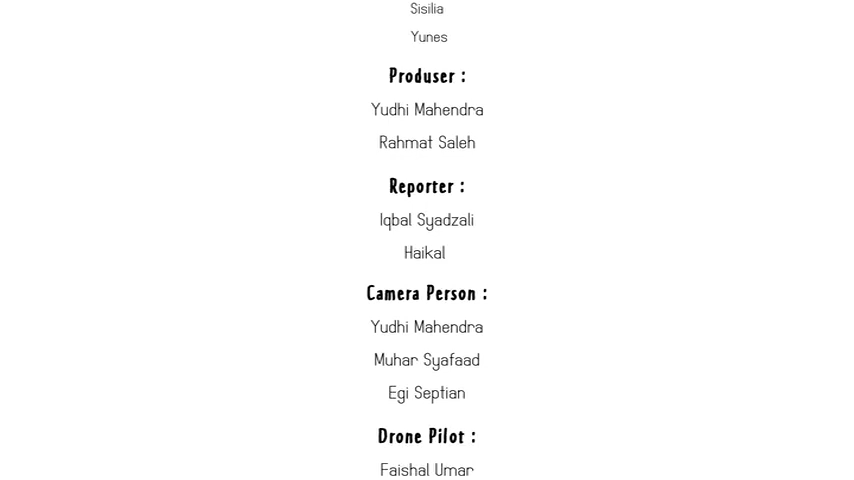 Sisilia
Yunes
Produser :
Yudhi Mahendra
Rahmat Saleh
Reporter :
Iqbal Syadzali
Haikal
Camera Person :
Yudhi Mahendra
Muhar Syafaad
Egi Septian
Drone Pilot :
Faishal Umar